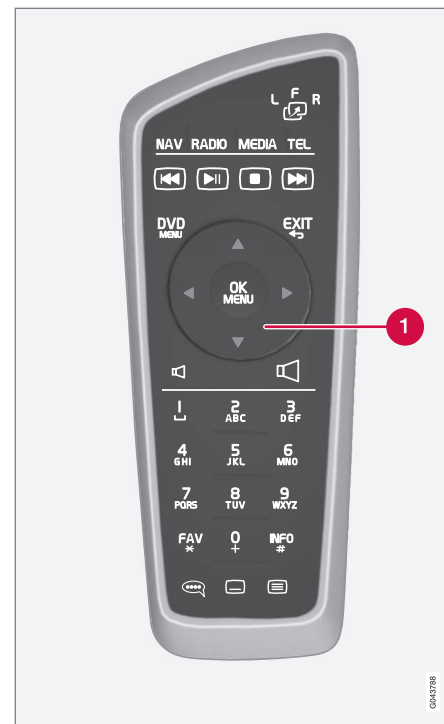 L F R
NAV RADIO MEDIA TEL
DVD EXIT
MENU
OK
MENU
1
1 2 3
ABC DEF
4 5 6
GHI JKL MNO
7 8 9
PQRS TUV WXYZ
FAV 0 INFO
* + #
G043788